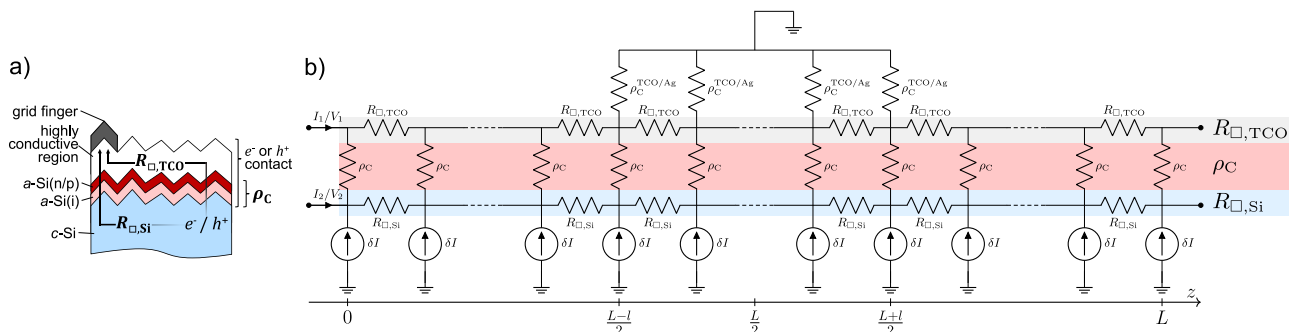 a)
grid finger
highly
conductive
region
a-Si(n/p)
a-Si(i)
c-Si
R□,TCO
R□,Si
e- / h+
e- or h+
contact
ρC
b)
ρC^TCO/Ag ρC^TCO/Ag ρC^TCO/Ag ρC^TCO/Ag
I1/V1 R□,TCO R□,TCO R□,TCO R□,TCO R□,TCO R□,TCO
R□,TCO
ρC ρC ρC ρC ρC ρC ρC ρC ρC ρC
ρC
I2/V2
R□,Si
R□,Si R□,Si R□,Si R□,Si R□,Si R□,Si
δI δI δI δI δI δI δI δI δI δI
z
0 L−l/2 L/2 L+l/2 L